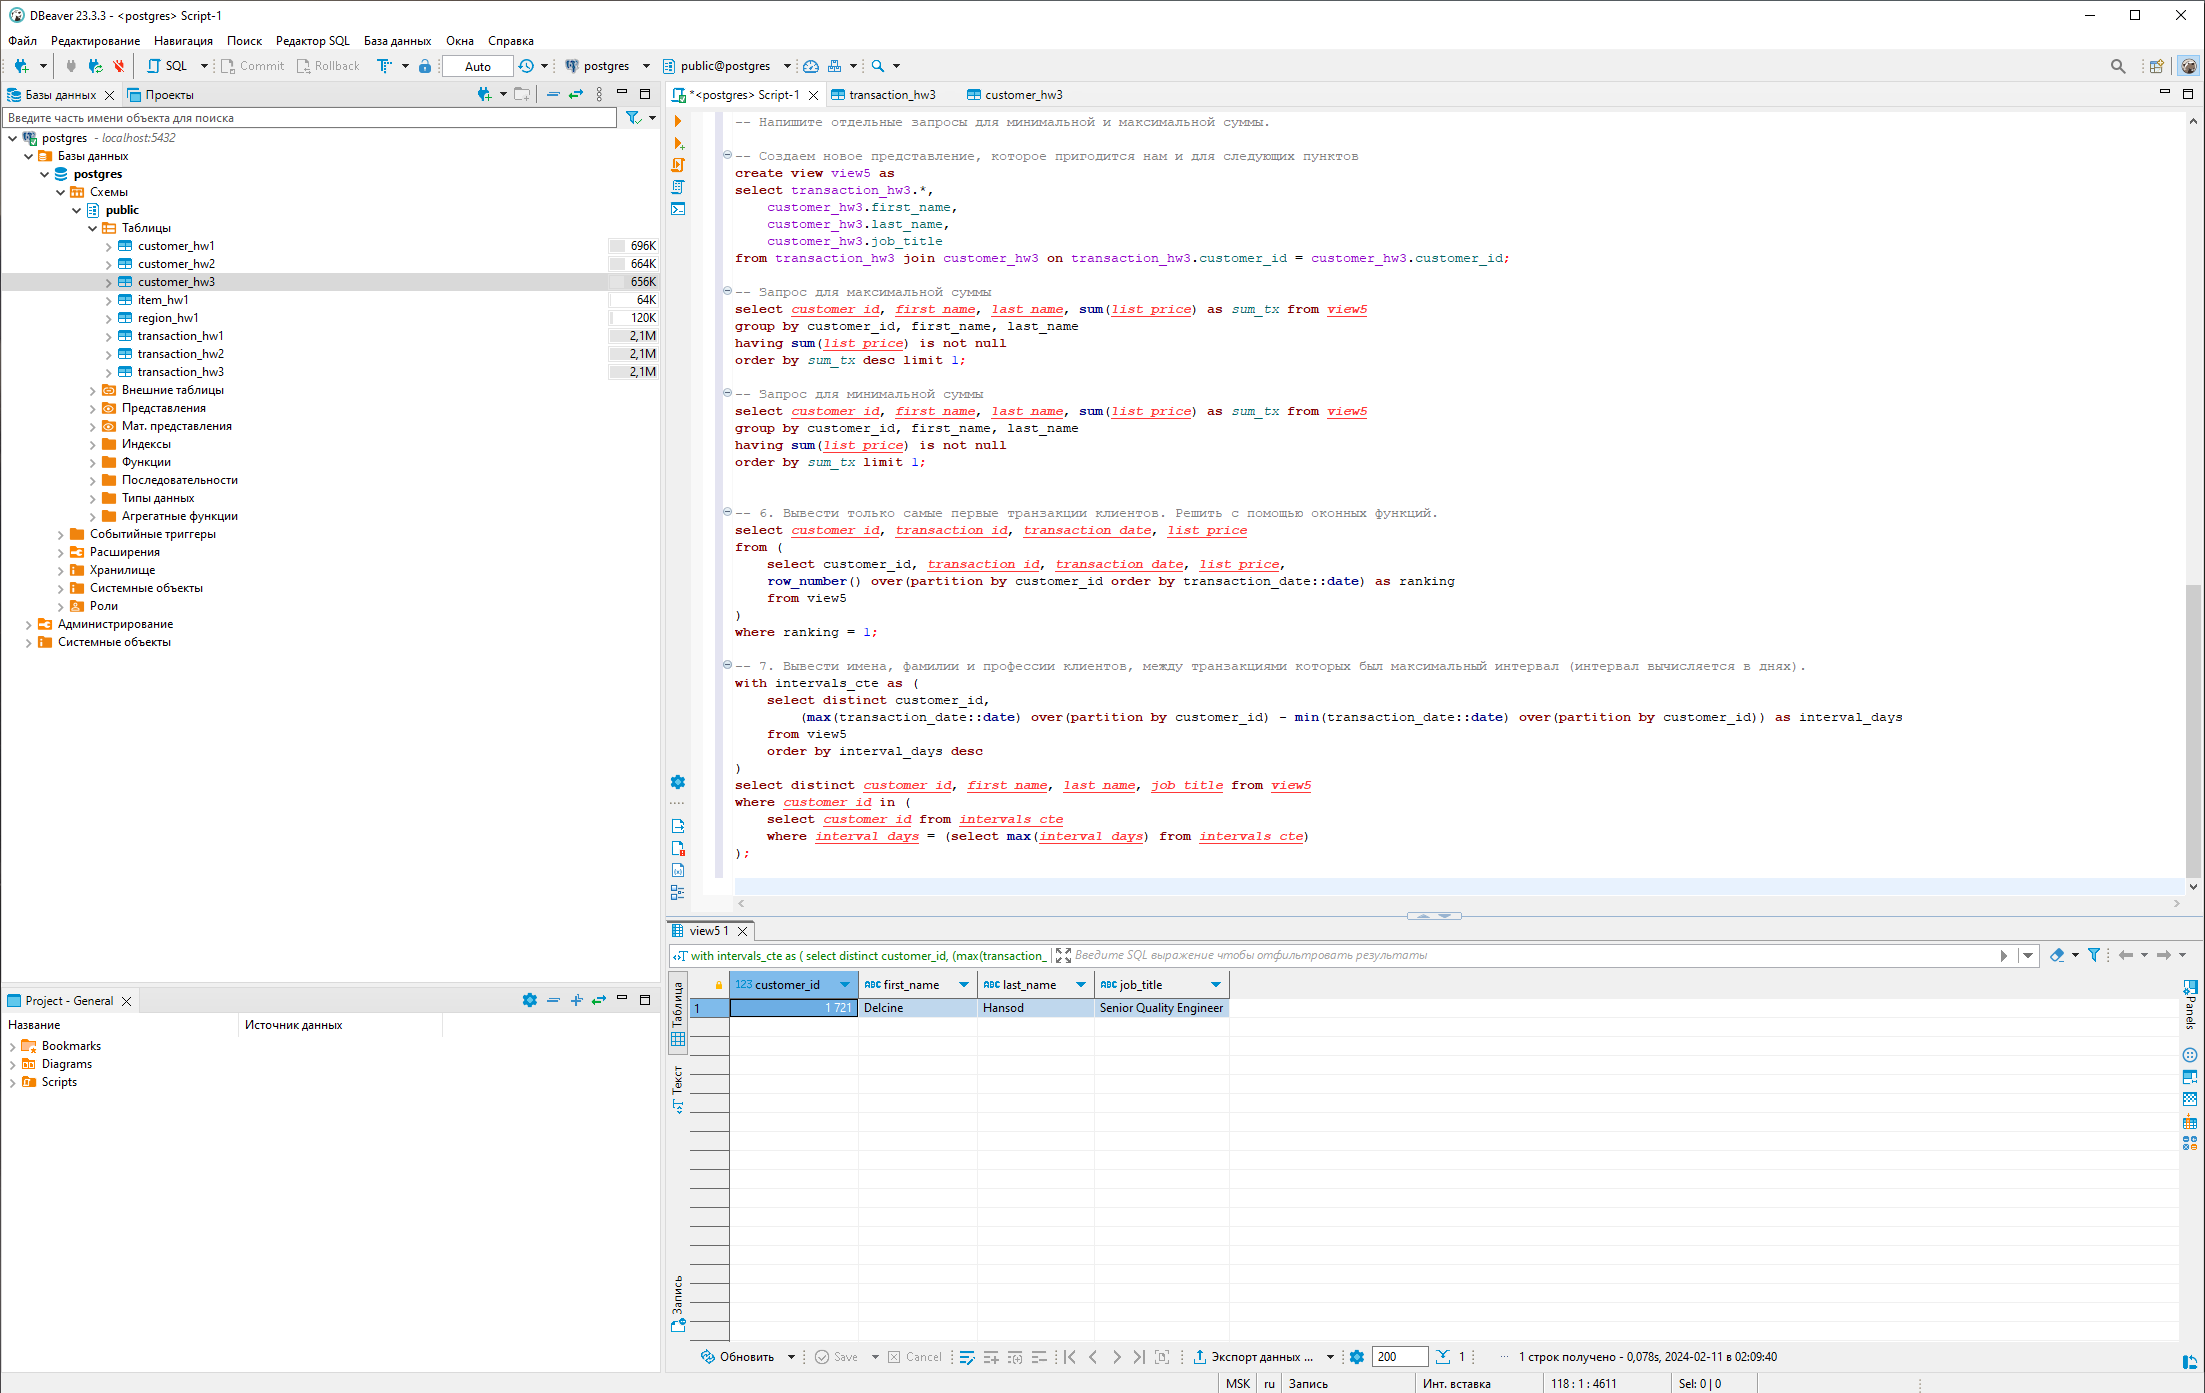 DBeaver 23.3.3 - <postgres> Script-1
Файл Редактирование Навигация Поиск Редактор SQL База данных Окна Справка
SQL Commit Rollback Auto postgres public@postgres
Базы данных Проекты
Введите часть имени объекта для поиска
postgres - localhost:5432
Базы данных
postgres
Схемы
public
Таблицы
customer_hw1 696K
customer_hw2 664K
customer_hw3 656K
item_hw1 64K
region_hw1 120K
transaction_hw1 2,1M
transaction_hw2 2,1M
transaction_hw3 2,1M
Внешние таблицы
Представления
Мат. представления
Индексы
Функции
Последовательности
Типы данных
Агрегатные функции
Событийные триггеры
Расширения
Хранилище
Системные объекты
Роли
Администрирование
Системные объекты
Project - General
Название Источник данных
Bookmarks
Diagrams
Scripts
*<postgres> Script-1 transaction_hw3 customer_hw3
-- Напишите отдельные запросы для минимальной и максимальной суммы.
-- Создаем новое представление, которое пригодится нам и для следующих пунктов
create view view5 as
select transaction_hw3.*,
customer_hw3.first_name,
customer_hw3.last_name,
customer_hw3.job_title
from transaction_hw3 join customer_hw3 on transaction_hw3.customer_id = customer_hw3.customer_id;
-- Запрос для максимальной суммы
select customer_id, first_name, last_name, sum(list_price) as sum_tx from view5
group by customer_id, first_name, last_name
having sum(list_price) is not null
order by sum_tx desc limit 1;
-- Запрос для минимальной суммы
select customer_id, first_name, last_name, sum(list_price) as sum_tx from view5
group by customer_id, first_name, last_name
having sum(list_price) is not null
order by sum_tx limit 1;
-- 6. Вывести только самые первые транзакции клиентов. Решить с помощью оконных функций.
select customer_id, transaction_id, transaction_date, list_price
from (
select customer_id, transaction_id, transaction_date, list_price,
row_number() over(partition by customer_id order by transaction_date::date) as ranking
from view5
)
where ranking = 1;
-- 7. Вывести имена, фамилии и профессии клиентов, между транзакциями которых был максимальный интервал (интервал вычисляется в днях).
with intervals_cte as (
select distinct customer_id,
(max(transaction_date::date) over(partition by customer_id) - min(transaction_date::date) over(partition by customer_id)) as interval_days
from view5
order by interval_days desc
)
select distinct customer_id, first_name, last_name, job_title from view5
where customer_id in (
select customer_id from intervals_cte
where interval_days = (select max(interval_days) from intervals_cte)
);
view5 1
with intervals_cte as ( select distinct customer_id, (max(transaction_ Введите SQL выражение чтобы отфильтровать результаты
Таблица
Текст
Запись
123 customer_id ABC first_name ABC last_name ABC job_title
1 1 721 Delcine Hansod Senior Quality Engineer
Panels
Обновить Save Cancel Экспорт данных ... 200 1 ... 1 строк получено - 0,078s, 2024-02-11 в 02:09:40
MSK ru Запись Инт. вставка 118 : 1 : 4611 Sel: 0 | 0